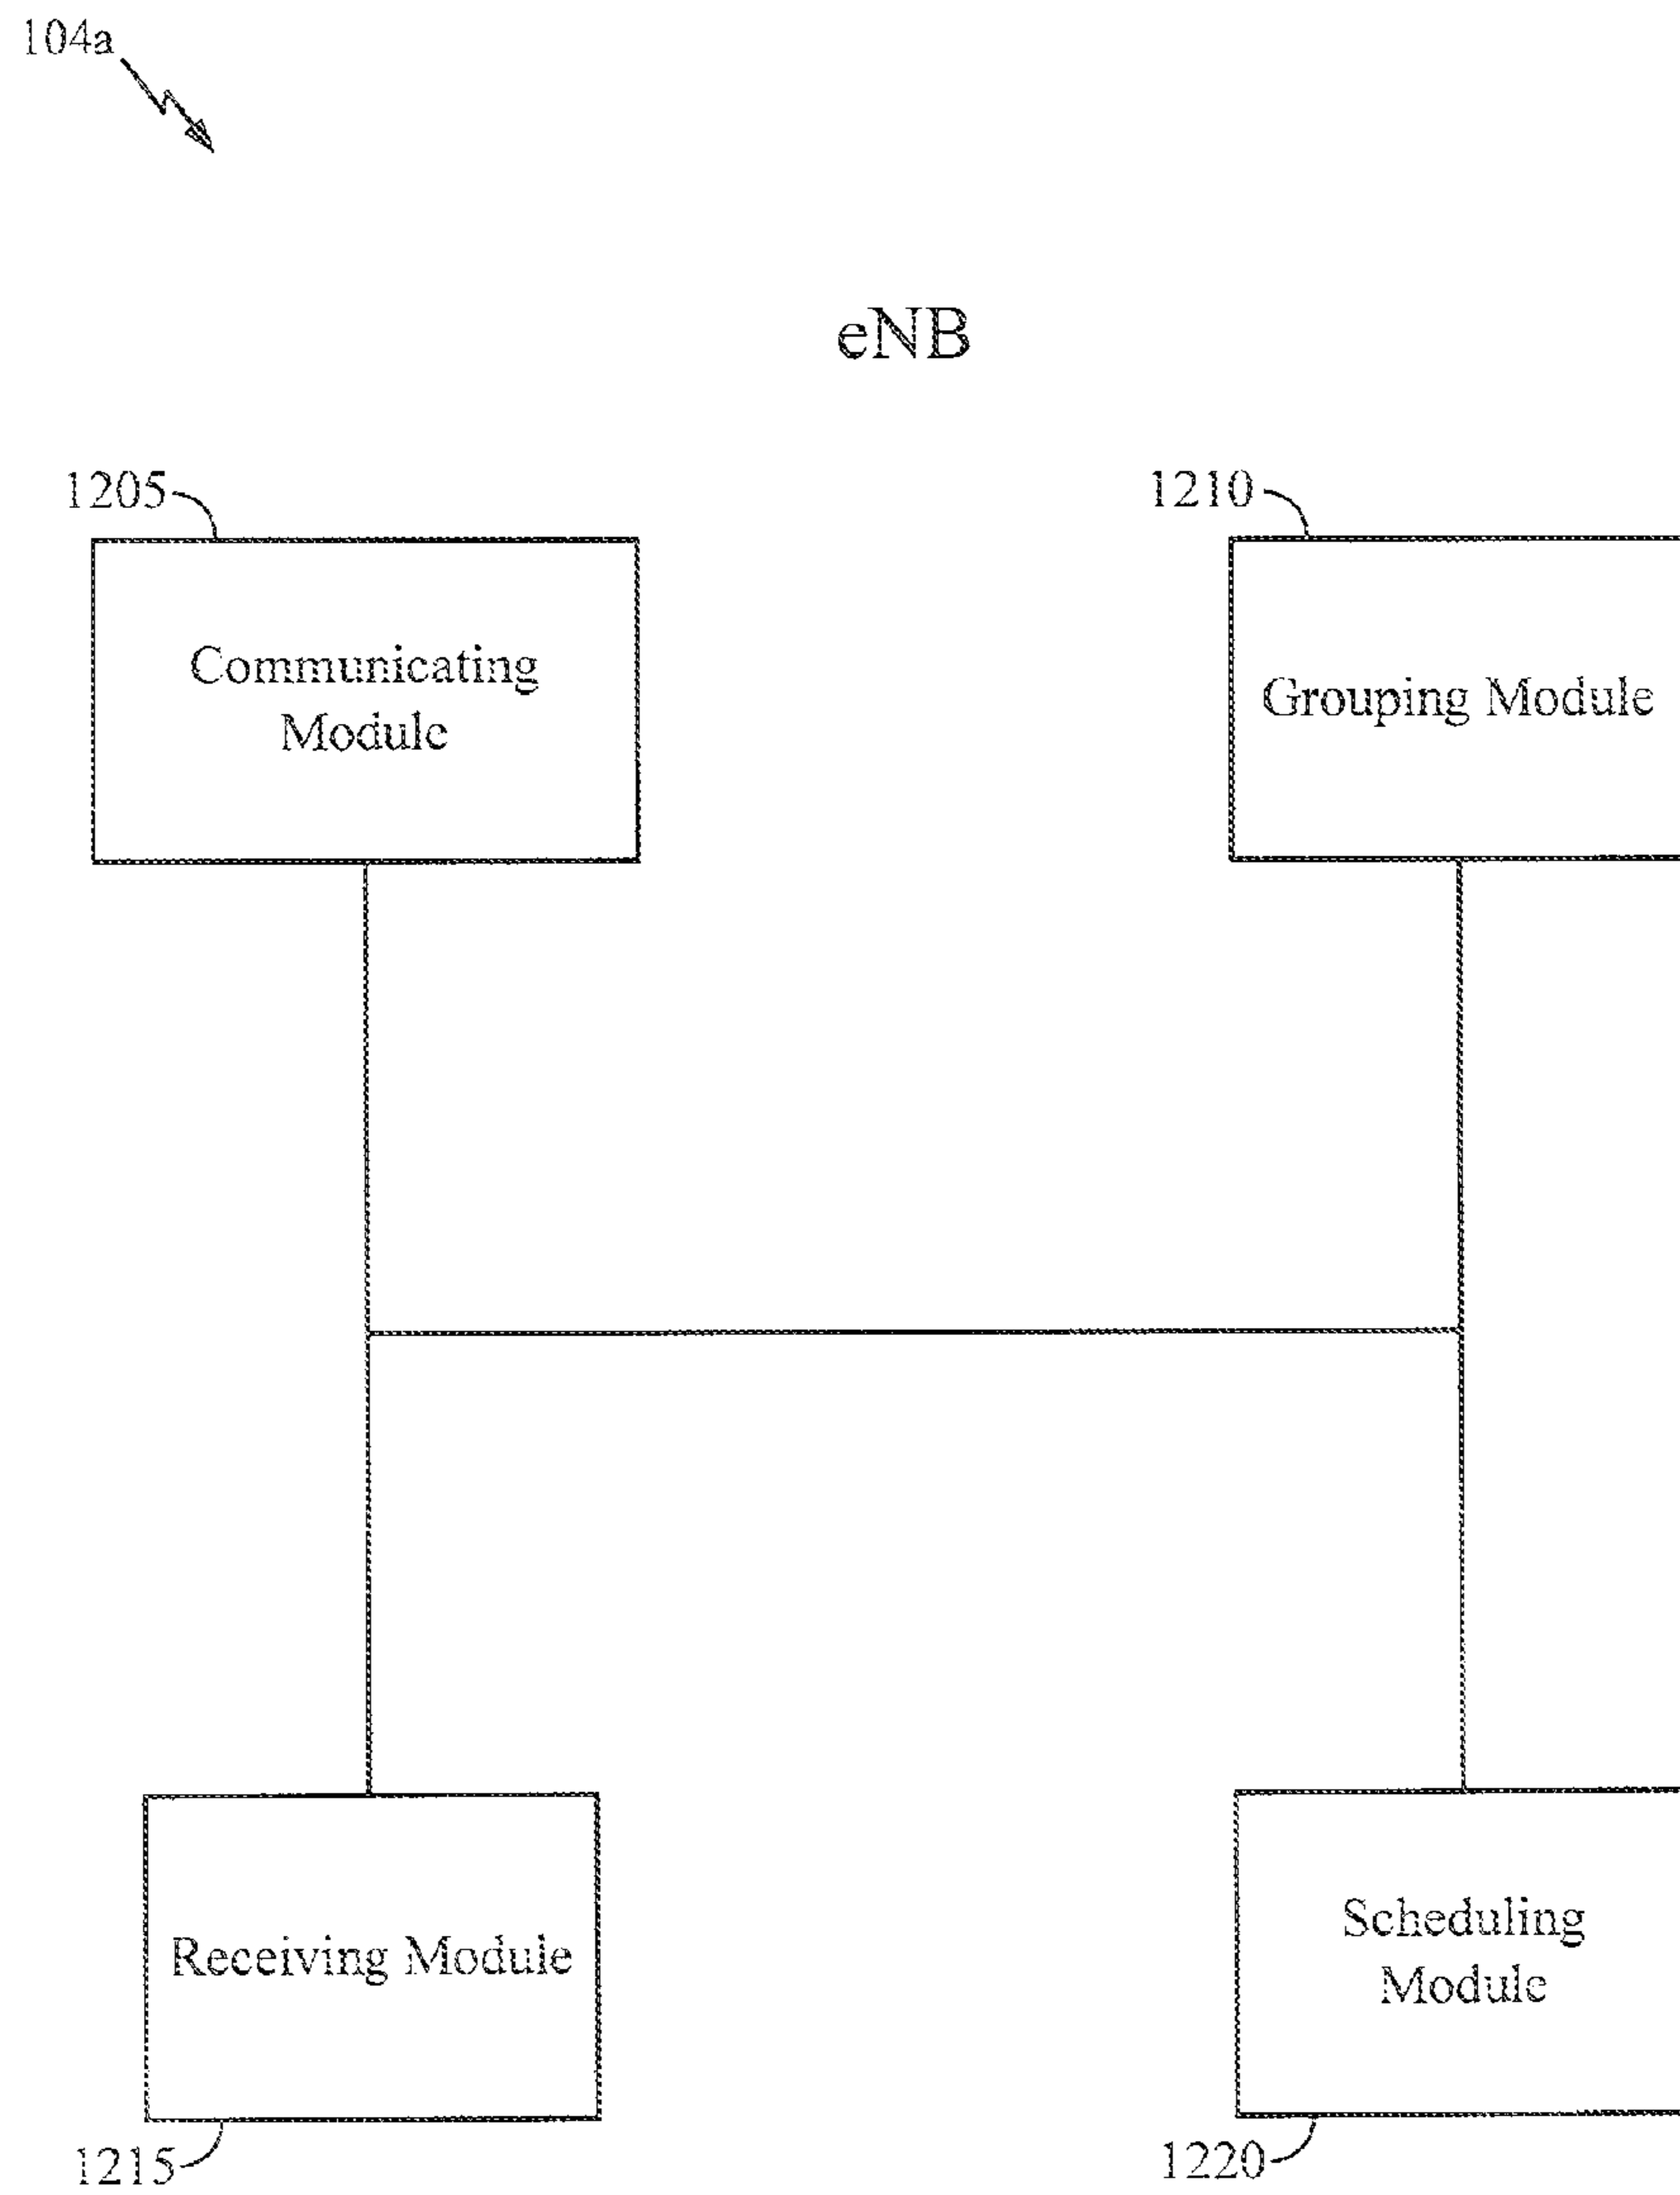 104a
eNB
1205
1210
Communicating
Module
Grouping Module
Receiving Module
Scheduling
Module
1215
1220